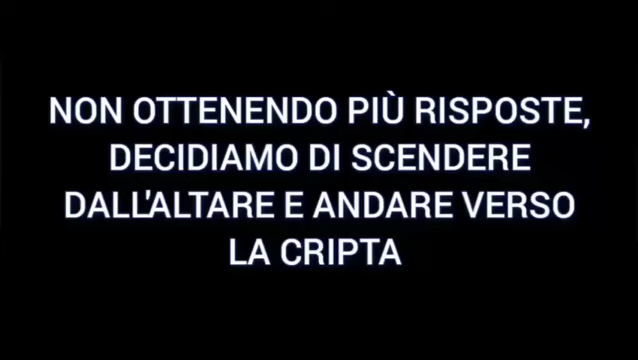 NON OTTENENDO PIÙ RISPOSTE,
DECIDIAMO DI SCENDERE
DALL'ALTARE E ANDARE VERSO
LA CRIPTA